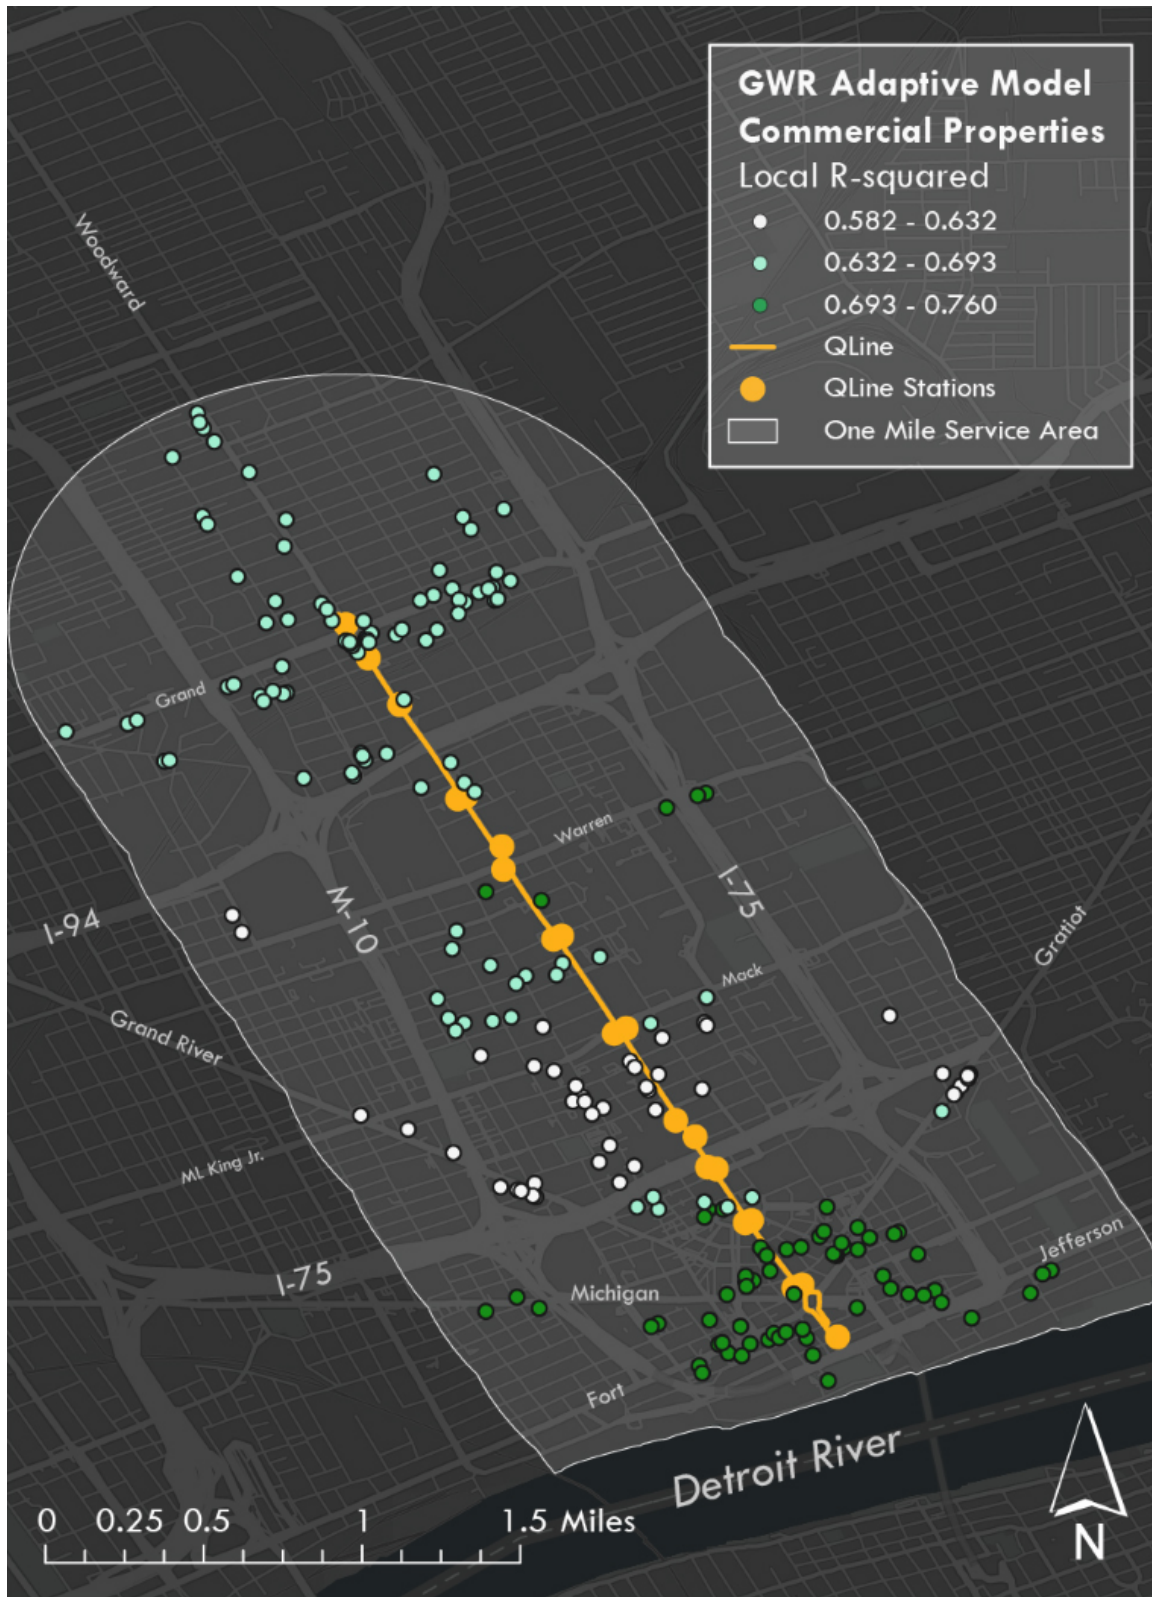 GWR Adaptive Model
Commercial Properties
Local R-squared
0.582 - 0.632
0.632 - 0.693
0.693 - 0.760
QLine
QLine Stations
One Mile Service Area
Woodward
Grand
Warren
I-94
M-10
I-75
Gratiot
Mack
Grand River
ML King Jr.
Jefferson
I-75
Michigan
Fort
Detroit River
0 0.25 0.5 1 1.5 Miles
N